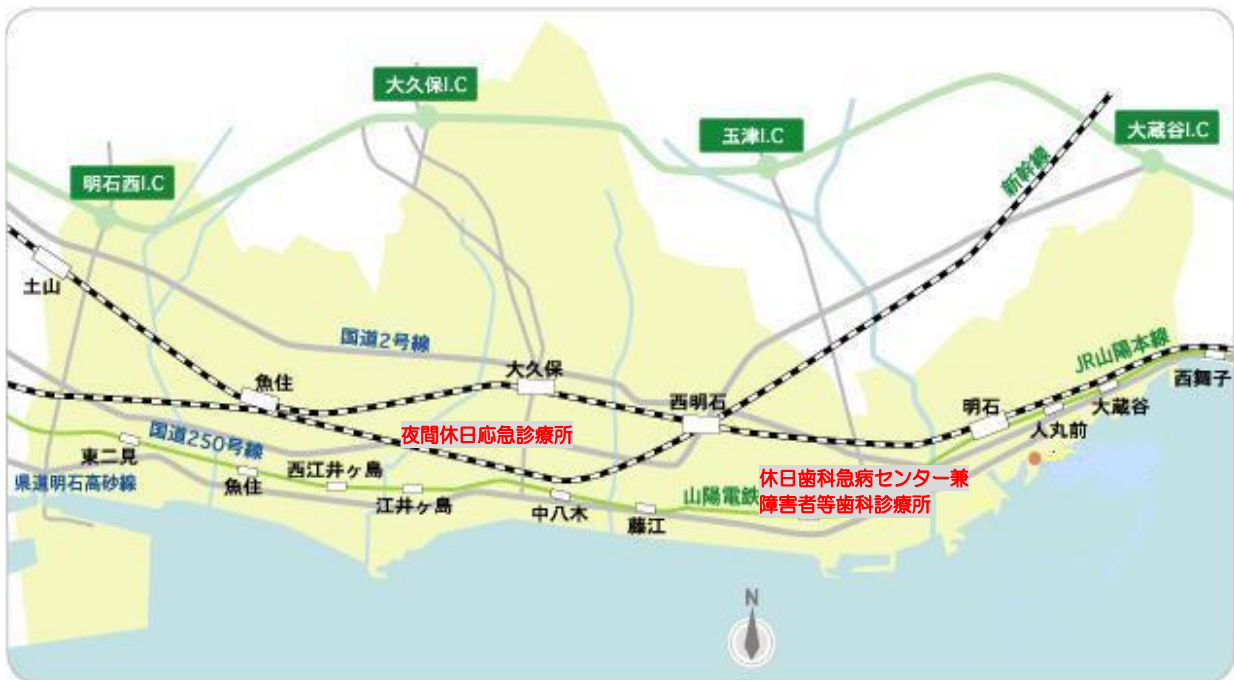 大久保I.C
玉津I.C
大蔵谷I.C
明石西I.C
新幹線
土山
国道2号線
JR山陽本線
西舞子
大久保
魚住
西明石
明石
大蔵谷
人丸前
国道250号線
夜間休日応急診療所
東二見
西江井ヶ島
魚住
県道明石高砂線
江井ヶ島
中八木
藤江
山陽電鉄
休日歯科急病センター兼
障害者等歯科診療所
N